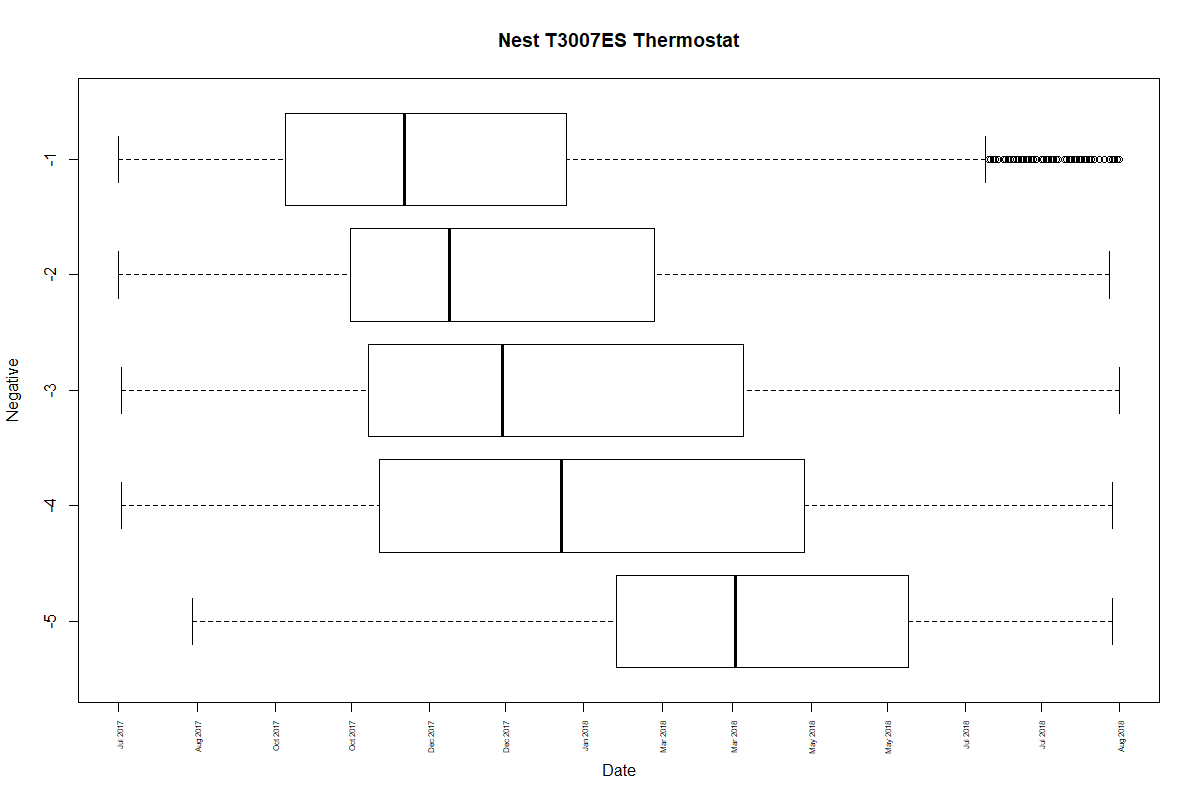 Nest T3007ES Thermostat
Negative
-1
-2
-3
-4
-5
Jul 2017
Aug 2017
Oct 2017
Oct 2017
Dec 2017
Dec 2017
Jan 2018
Mar 2018
Mar 2018
May 2018
May 2018
Jul 2018
Jul 2018
Aug 2018
Date